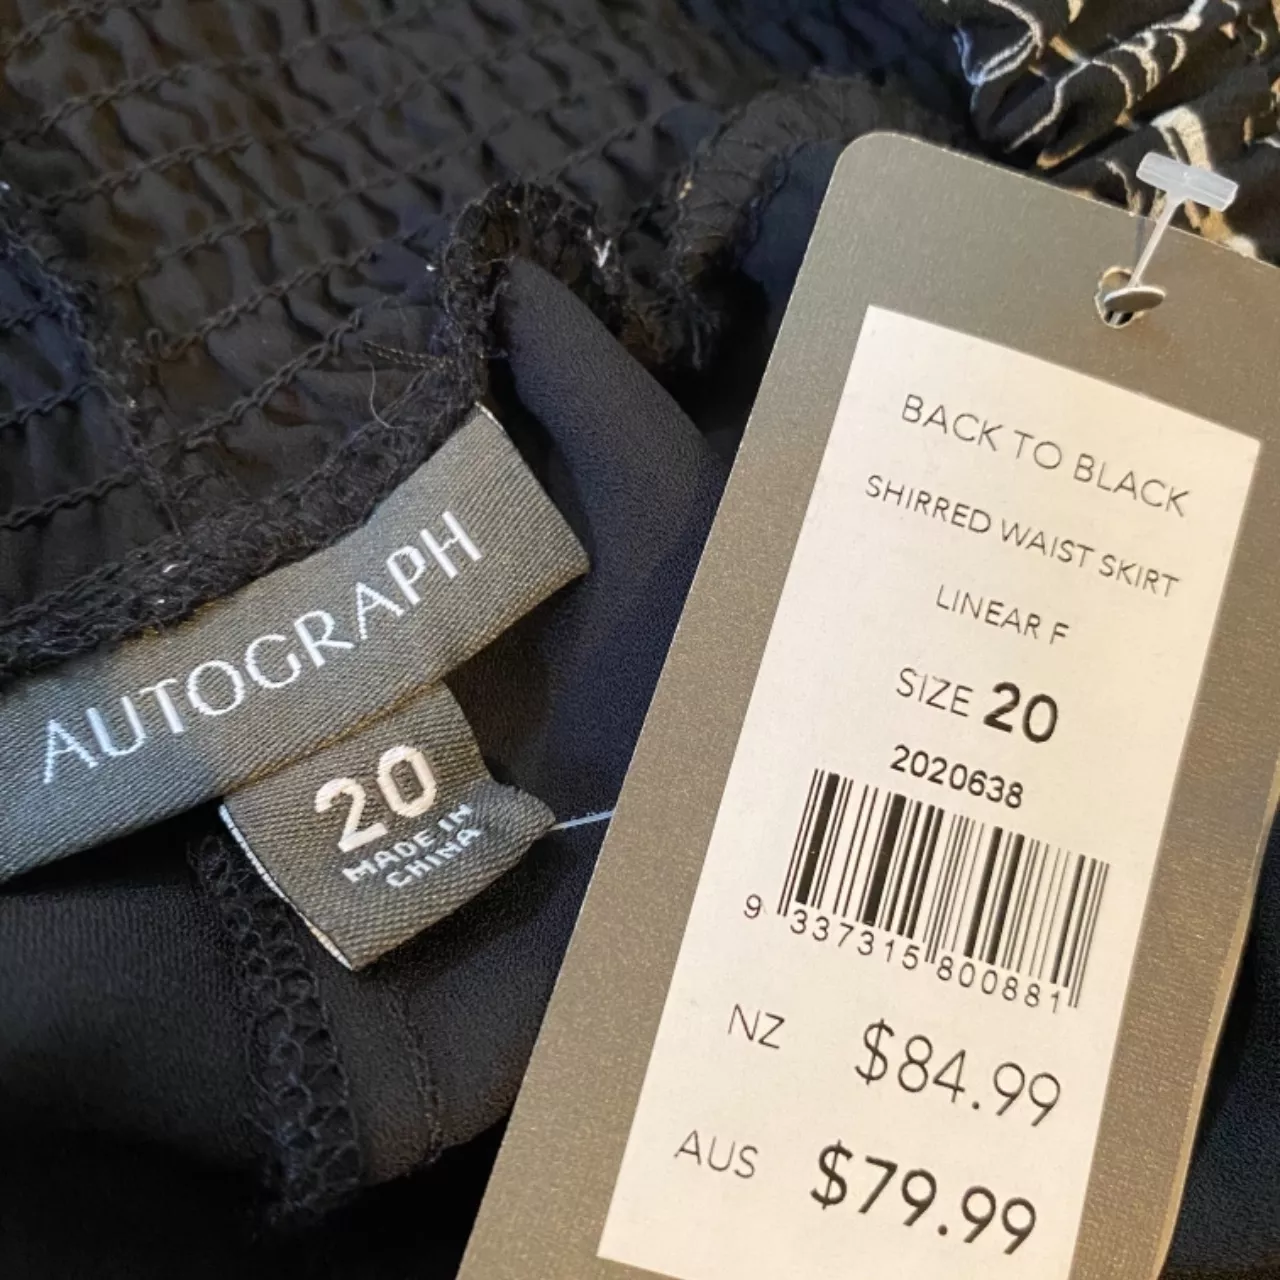 AUTOGRAPH
20
MADE IN
CHINA
BACK TO BLACK
SHIRRED WAIST SKIRT
LINEAR F
SIZE 20
2020638
9 337315 800881
NZ $84.99
AUS $79.99